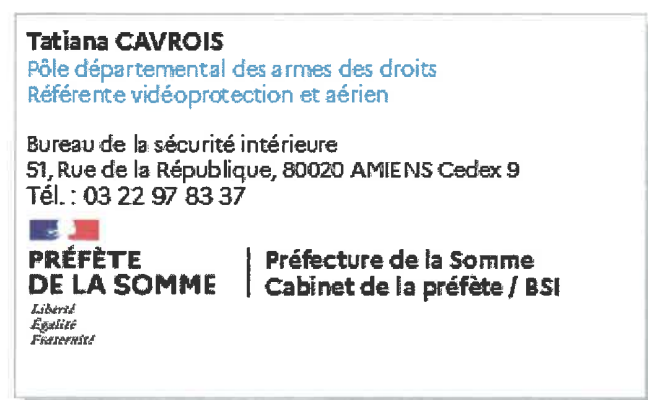 Tatiana CAVROIS
Pôle départemental des armes des droits
Référente vidéoprotection et aérien
Bureau de la sécurité intérieure
51, Rue de la République, 80020 AMIENS Cedex 9
Tél. : 03 22 97 83 37
PRÉFÈTE
DE LA SOMME
Liberté
Égalité
Fraternité
Préfecture de la Somme
Cabinet de la préfète / BSI